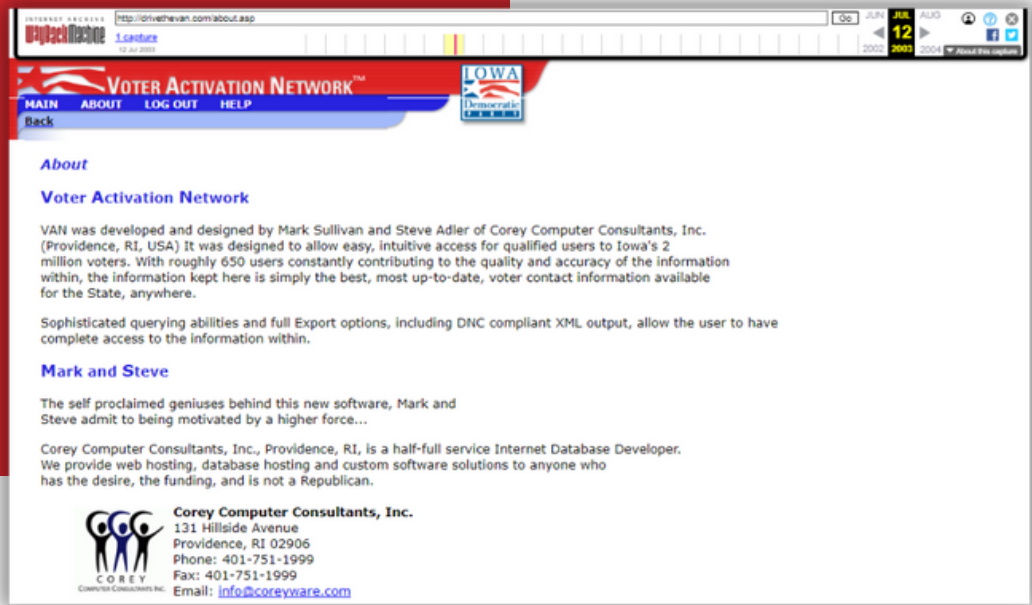 INTERNET ARCHIVE
WayBackMachine
http://drivethevan.com/about.asp
Go
JUN JUL AUG
1 capture
12 Jul 2003
12
2002 2003 2004
About this capture
VOTER ACTIVATION NETWORK™
IOWA
Democratic
PARTY
MAIN ABOUT LOG OUT HELP
Back
About
Voter Activation Network
VAN was developed and designed by Mark Sullivan and Steve Adler of Corey Computer Consultants, Inc.
(Providence, RI, USA) It was designed to allow easy, intuitive access for qualified users to Iowa's 2
million voters. With roughly 650 users constantly contributing to the quality and accuracy of the information
within, the information kept here is simply the best, most up-to-date, voter contact information available
for the State, anywhere.
Sophisticated querying abilities and full Export options, including DNC compliant XML output, allow the user to have
complete access to the information within.
Mark and Steve
The self proclaimed geniuses behind this new software, Mark and
Steve admit to being motivated by a higher force...
Corey Computer Consultants, Inc., Providence, RI, is a half-full service Internet Database Developer.
We provide web hosting, database hosting and custom software solutions to anyone who
has the desire, the funding, and is not a Republican.
COREY
COMPUTER CONSULTANTS INC.
Corey Computer Consultants, Inc.
131 Hillside Avenue
Providence, RI 02906
Phone: 401-751-1999
Fax: 401-751-1999
Email: info@coreyware.com